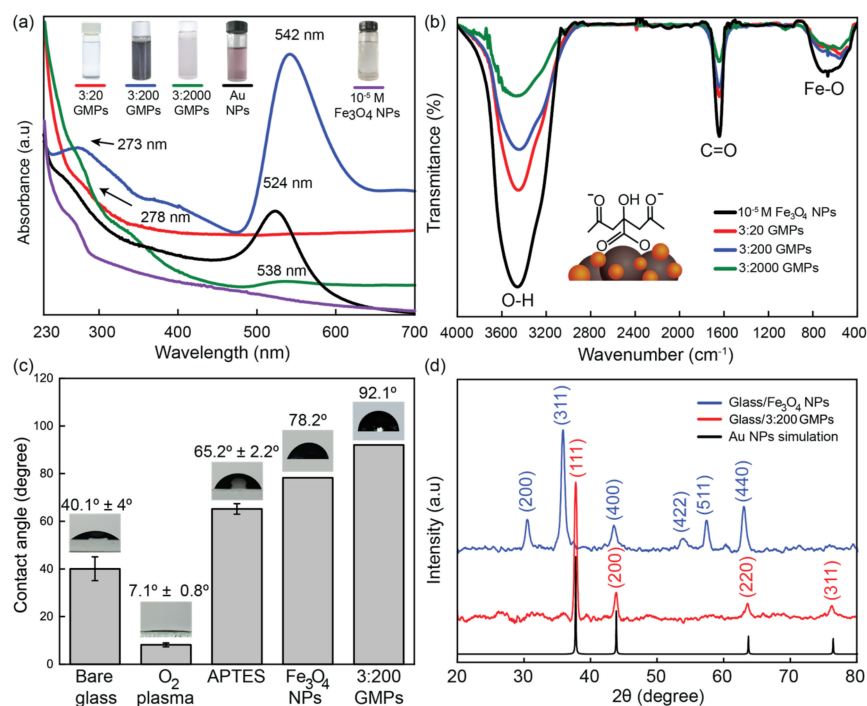 (a)
542 nm
3:20
GMPs
3:200
GMPs
3:2000
GMPs
Au
NPs
10⁻⁵ M
Fe₃O₄ NPs
273 nm
278 nm
524 nm
538 nm
Absorbance (a.u)
230 300 400 500 600 700
Wavelength (nm)
(b)
Fe-O
C=O
O-H
O OH O
O O
10⁻⁵ M Fe₃O₄ NPs
3:20 GMPs
3:200 GMPs
3:2000 GMPs
Transmitance (%)
4000 3200 2400 1600 800 400
Wavenumber (cm⁻¹)
(c)
120
100
80
60
40
20
0
Contact angle (degree)
40.1º ± 4º
7.1º ± 0.8º
65.2º ± 2.2º
78.2º
92.1º
Bare
glass
O₂
plasma
APTES
Fe₃O₄
NPs
3:200
GMPs
(d)
Glass/Fe₃O₄ NPs
Glass/3:200 GMPs
Au NPs simulation
(200)
(311)
(400)
(422)
(511)
(440)
(111)
(200)
(220)
(311)
Intensity (a.u)
20 30 40 50 60 70 80
2θ (degree)